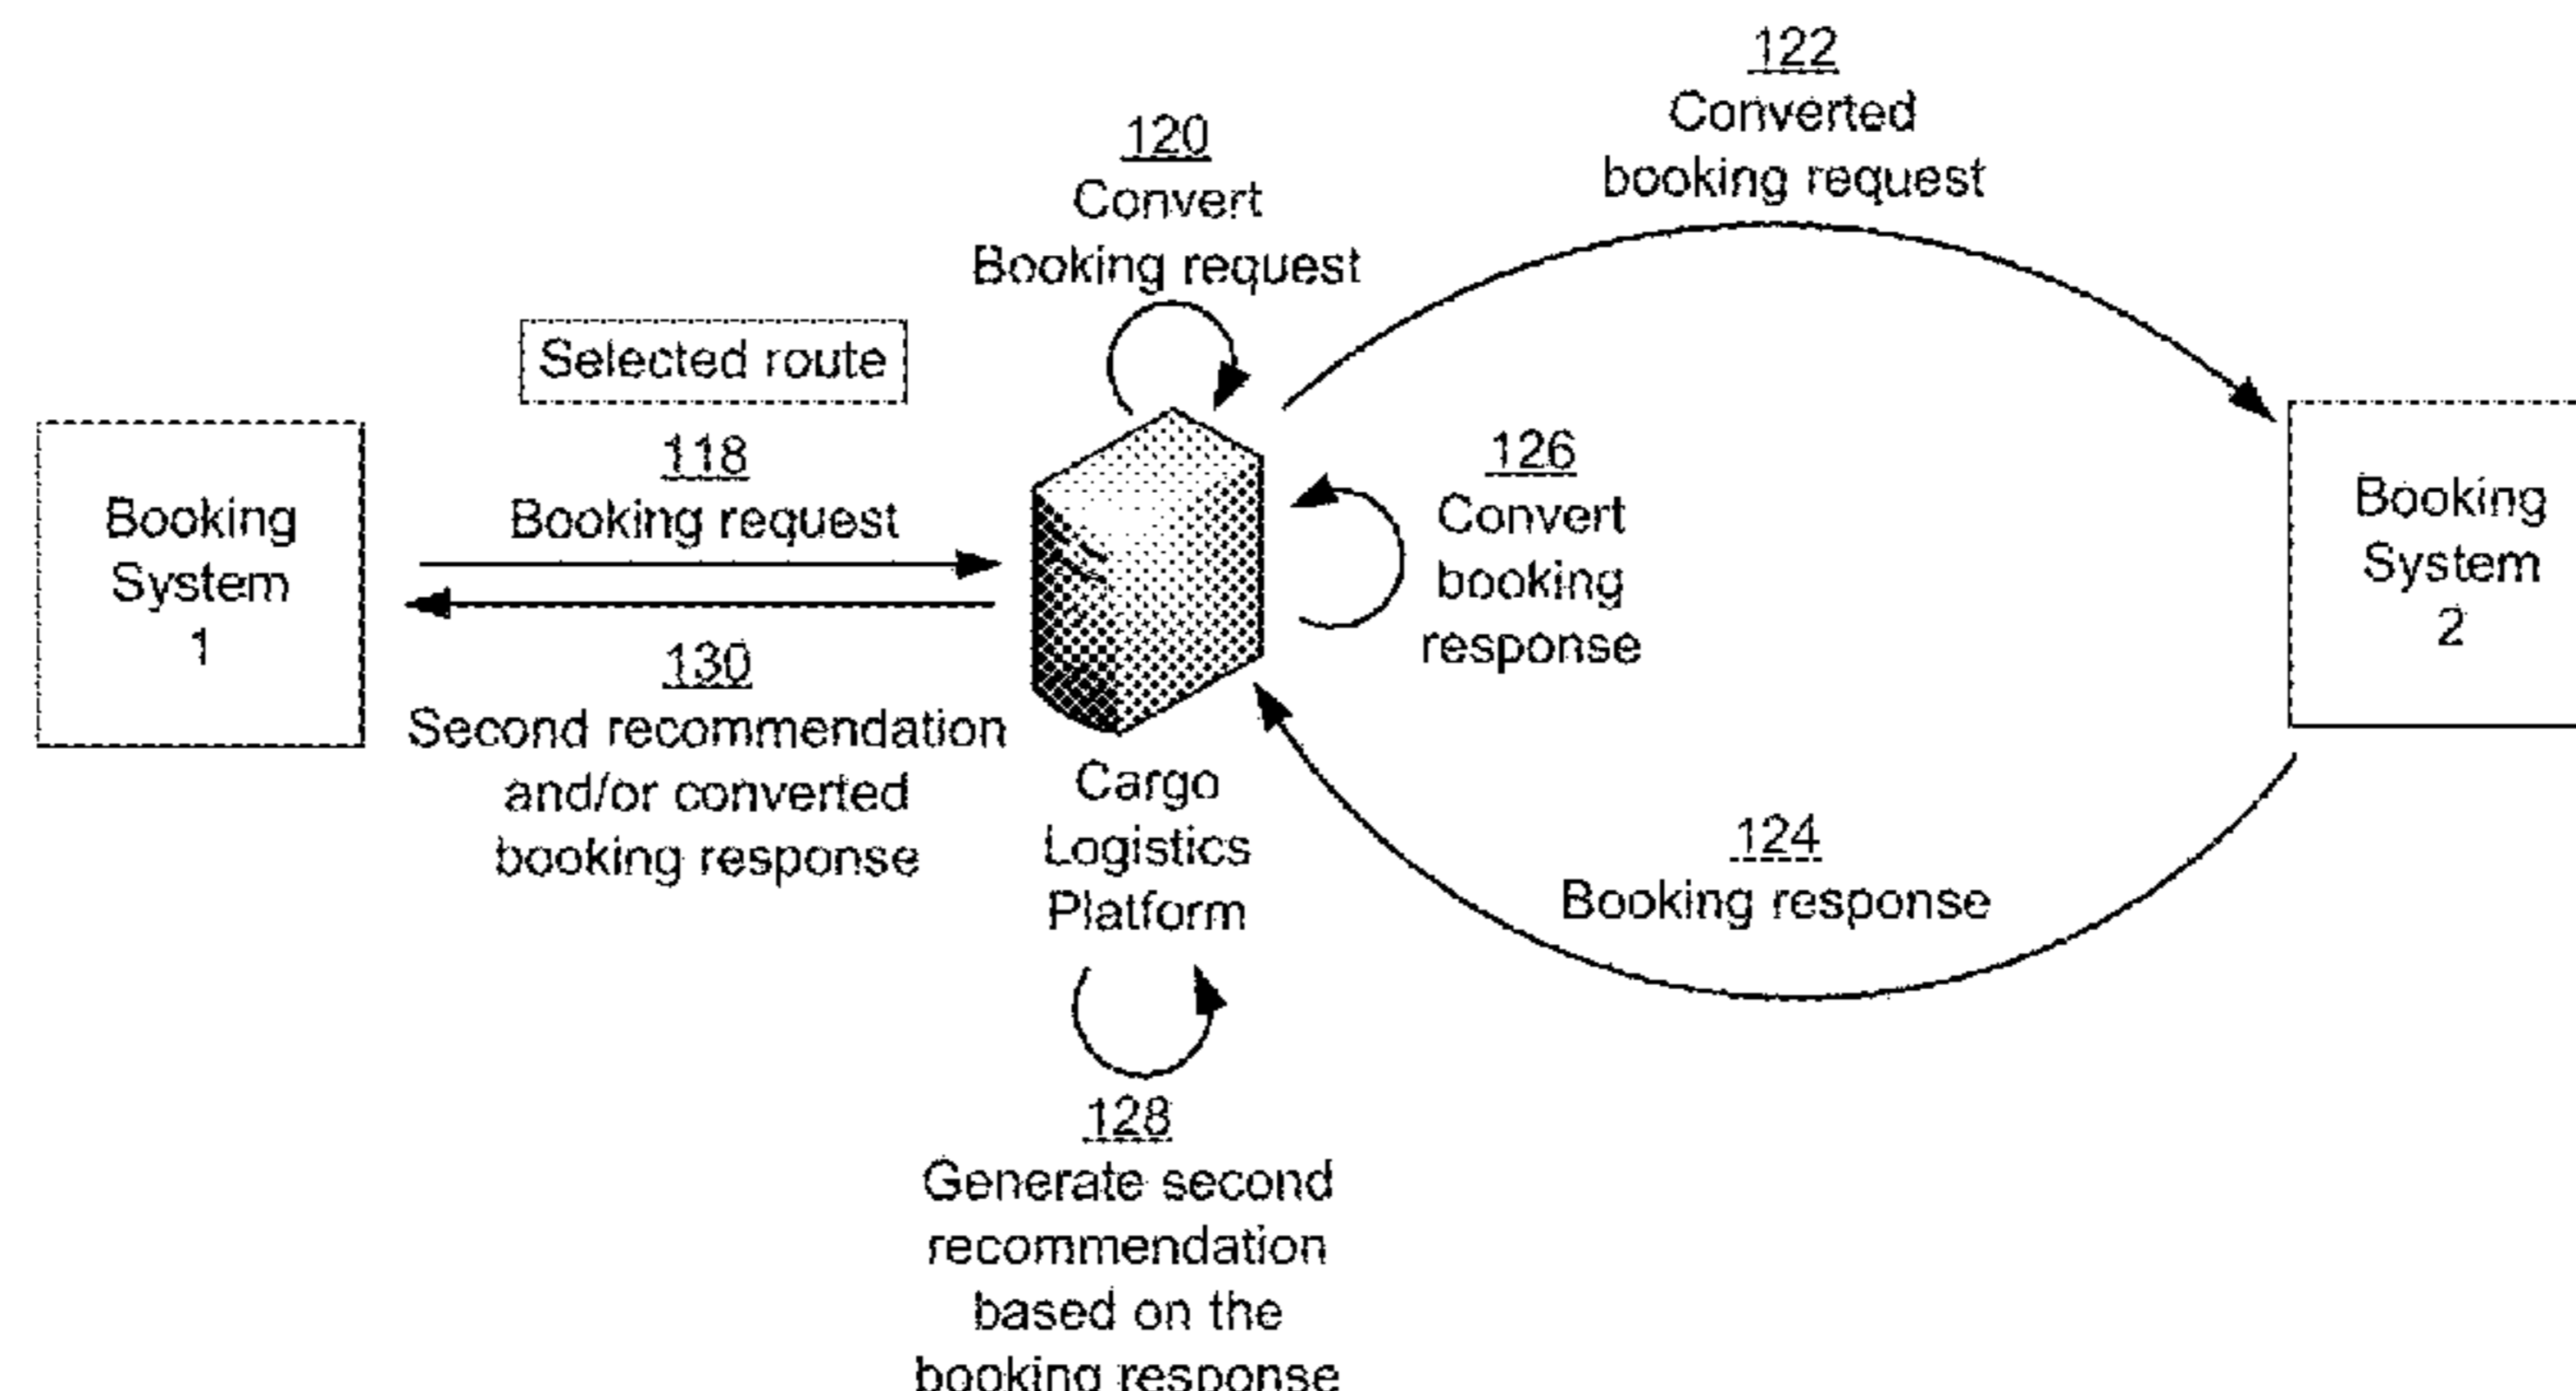 122
Converted
booking request
120
Convert
Booking request
Selected route
118
Booking request
126
Convert
booking
response
Booking
System
1
Booking
System
2
130
Second recommendation
and/or converted
booking response
Cargo
Logistics
Platform
124
Booking response
128
Generate second
recommendation
based on the
booking response